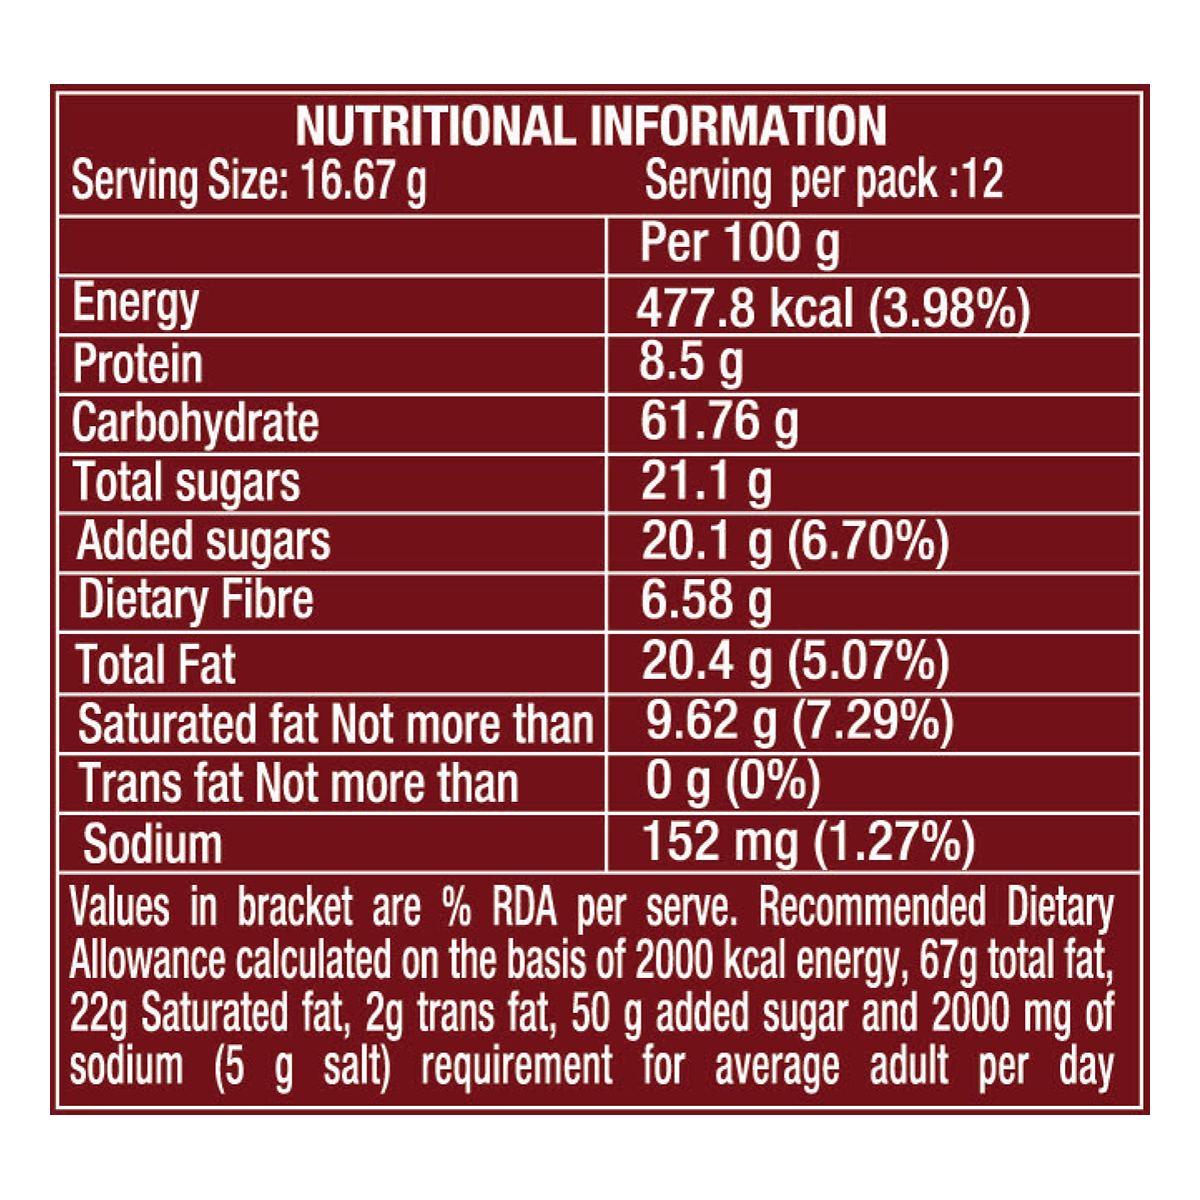 NUTRITIONAL INFORMATION
Serving Size: 16.67 g Serving per pack :12
Per 100 g
Energy 477.8 kcal (3.98%)
Protein 8.5 g
Carbohydrate 61.76 g
Total sugars 21.1 g
Added sugars 20.1 g (6.70%)
Dietary Fibre 6.58 g
Total Fat 20.4 g (5.07%)
Saturated fat Not more than 9.62 g (7.29%)
Trans fat Not more than 0 g (0%)
Sodium 152 mg (1.27%)
Values in bracket are % RDA per serve. Recommended Dietary
Allowance calculated on the basis of 2000 kcal energy, 67g total fat,
22g Saturated fat, 2g trans fat, 50 g added sugar and 2000 mg of
sodium (5 g salt) requirement for average adult per day